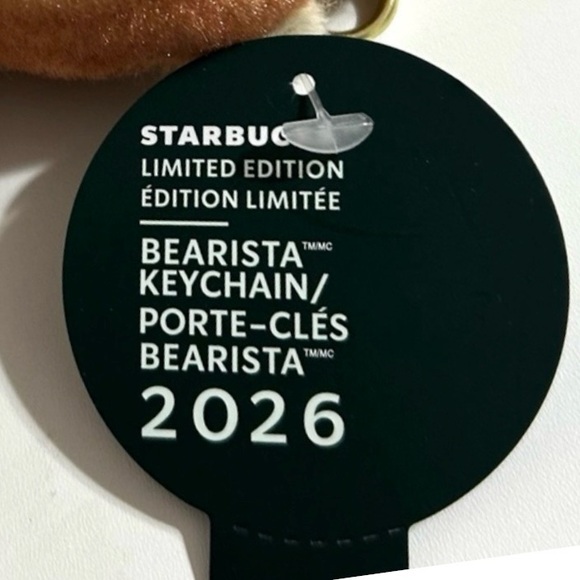 STARBUC
LIMITED EDITION
ÉDITION LIMITÉE
BEARISTA™/MC
KEYCHAIN/
PORTE-CLÉS
BEARISTA™/MC
2026